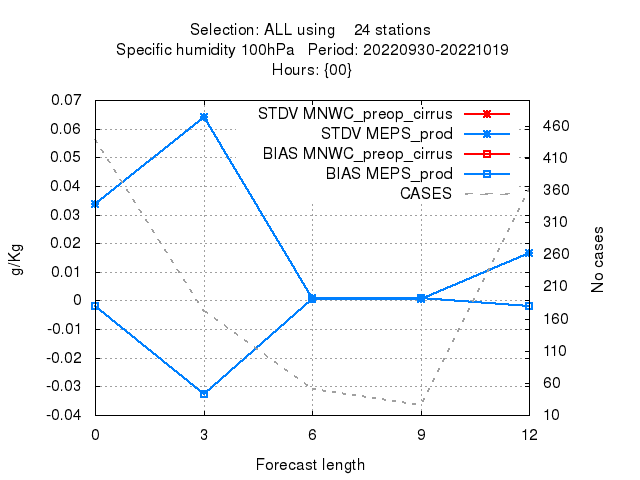 Selection: ALL using    24 stations
Specific humidity 100hPa   Period: 20220930-20221019
Hours: {00}
STDV MNWC_preop_cirrus
STDV MEPS_prod
BIAS MNWC_preop_cirrus
BIAS MEPS_prod
CASES
0.07
0.06
0.05
0.04
0.03
0.02
0.01
0
-0.01
-0.02
-0.03
-0.04
g/Kg
460
410
360
310
260
210
160
110
60
10
No cases
0 3 6 9 12
Forecast length